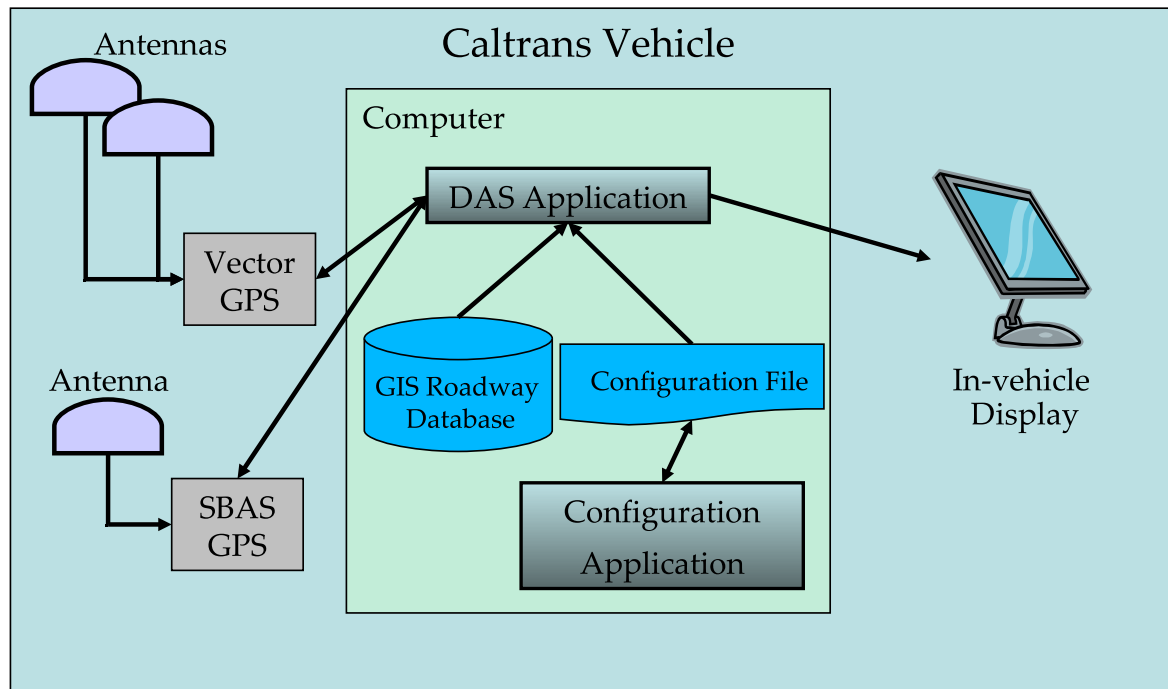 Caltrans Vehicle
Antennas
Computer
DAS Application
Vector
GPS
GIS Roadway
Database
Configuration File
In-vehicle
Display
Antenna
SBAS
GPS
Configuration
Application